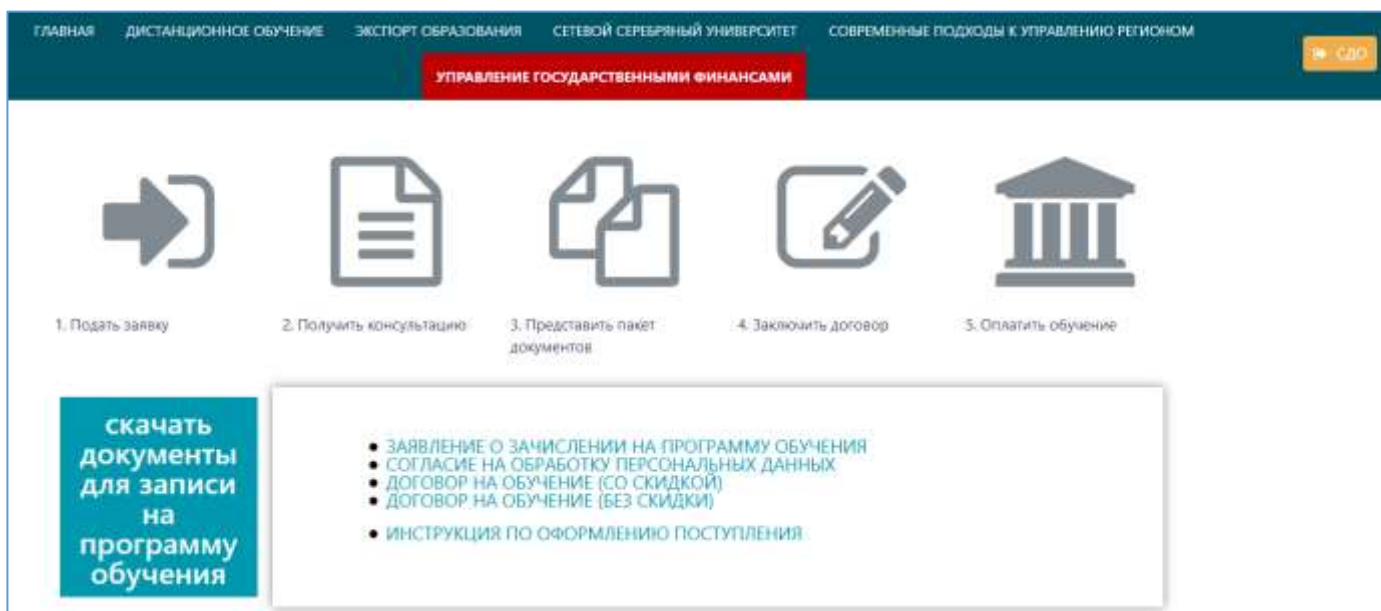 ГЛАВНАЯ ДИСТАНЦИОННОЕ ОБУЧЕНИЕ ЭКСПОРТ ОБРАЗОВАНИЯ СЕТЕВОЙ СЕРЕБРЯНЫЙ УНИВЕРСИТЕТ СОВРЕМЕННЫЕ ПОДХОДЫ К УПРАВЛЕНИЮ РЕГИОНОМ
СДО
УПРАВЛЕНИЕ ГОСУДАРСТВЕННЫМИ ФИНАНСАМИ
1. Подать заявку
2. Получить консультацию
3. Представить пакет
документов
4. Заключить договор
5. Оплатить обучение
скачать
документы
для записи
на
программу
обучения
• ЗАЯВЛЕНИЕ О ЗАЧИСЛЕНИИ НА ПРОГРАММУ ОБУЧЕНИЯ
• СОГЛАСИЕ НА ОБРАБОТКУ ПЕРСОНАЛЬНЫХ ДАННЫХ
• ДОГОВОР НА ОБУЧЕНИЕ (СО СКИДКОЙ)
• ДОГОВОР НА ОБУЧЕНИЕ (БЕЗ СКИДКИ)
• ИНСТРУКЦИЯ ПО ОФОРМЛЕНИЮ ПОСТУПЛЕНИЯ